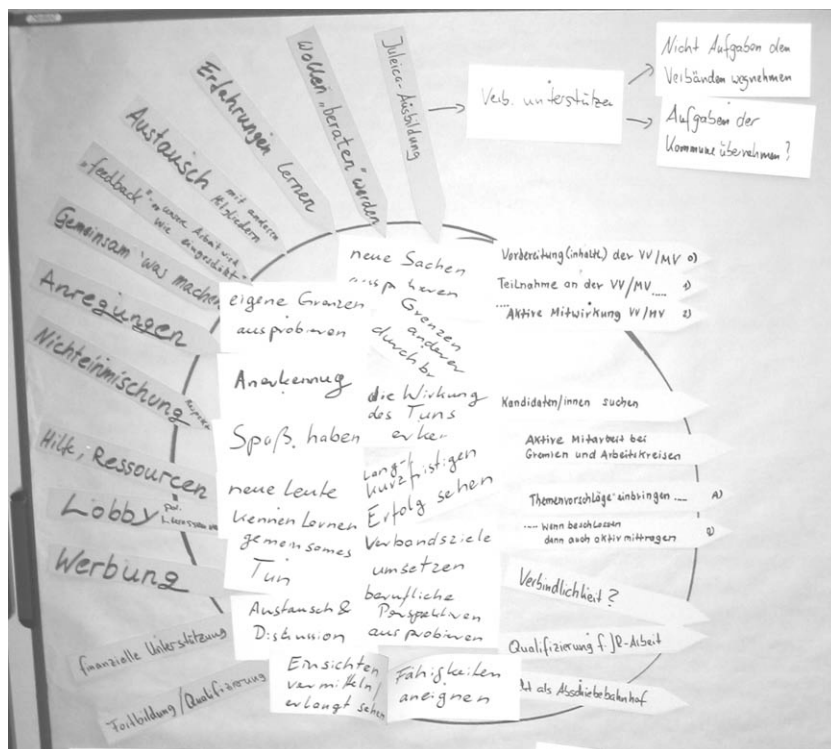 Juleica-Ausbildung
Verb. unterstützen
Nicht Aufgaben den
Verbänden wegnehmen
Aufgaben der
Kommune übernehmen?
wollen "beraten" werden
Erfahrungen lernen
Austausch mit anderen
Mitgliedern
"feedback" - "unsere Arbeit wird
wie eingeschätzt"
Gemeinsam was machen
Anregungen
Nichteinmischung
Hilfe, Ressourcen
Lobby
Werbung
finanzielle Unterstützung
Fortbildung/Qualifizierung
neue Sachen
eigene Grenzen
ausprobieren
Grenzen
anderer
durchbr
Anerkennug
die Wirkung
des Tuns
Spaß haben
Lang-/
kurzfristigen
Erfolg sehen
neue Leute
kennen lernen
gemeinsames
Tun
Verbandsziele
umsetzen
berufliche
Perspektiven
ausprobieren
Austausch &
Diskussion
Einsichten
vermitteln/
erlangt sehen
Fähigkeiten
aneignen
Vorbereitung (inhaltl.) der VV/MV 0)
Teilnahme an der VV/MV .... 1)
.... Aktive Mitwirkung VV/MV 2)
Kandidaten/innen suchen
Aktive Mitarbeit bei
Gremien und Arbeitskreisen
Themenvorschläge einbringen ....
.... wenn beschlossen
dann auch aktiv mittragen
Verbindlichkeit?
Qualifizierung f. JR-Arbeit
als Abschiebebahnhof